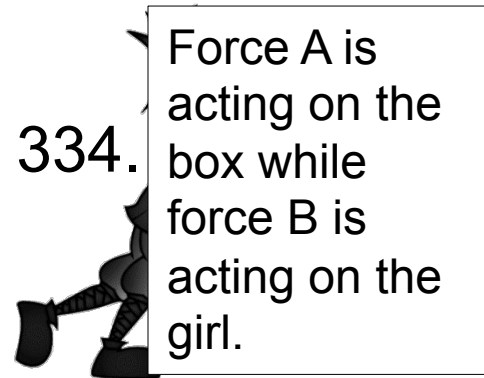 Force A is
acting on the
334. box while
force B is
acting on the
girl.